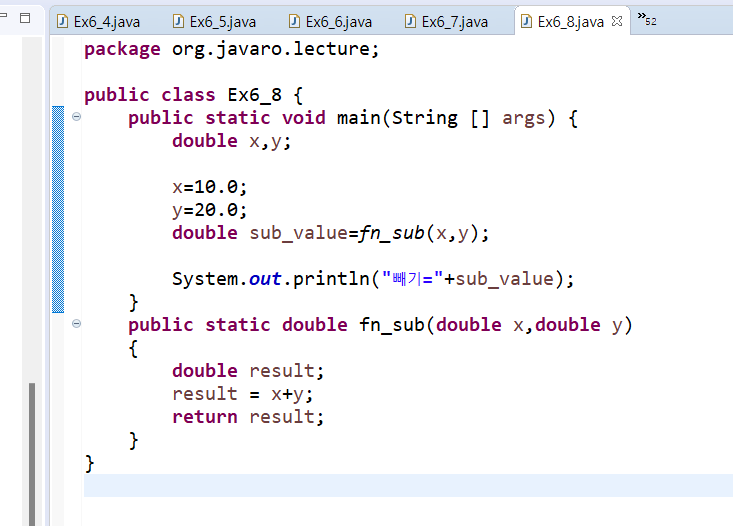 Ex6_4.java Ex6_5.java Ex6_6.java Ex6_7.java Ex6_8.java »52
package org.javaro.lecture;
public class Ex6_8 {
public static void main(String [] args) {
double x,y;
x=10.0;
y=20.0;
double sub_value=fn_sub(x,y);
System.out.println("빼기="+sub_value);
}
public static double fn_sub(double x,double y)
{
double result;
result = x+y;
return result;
}
}